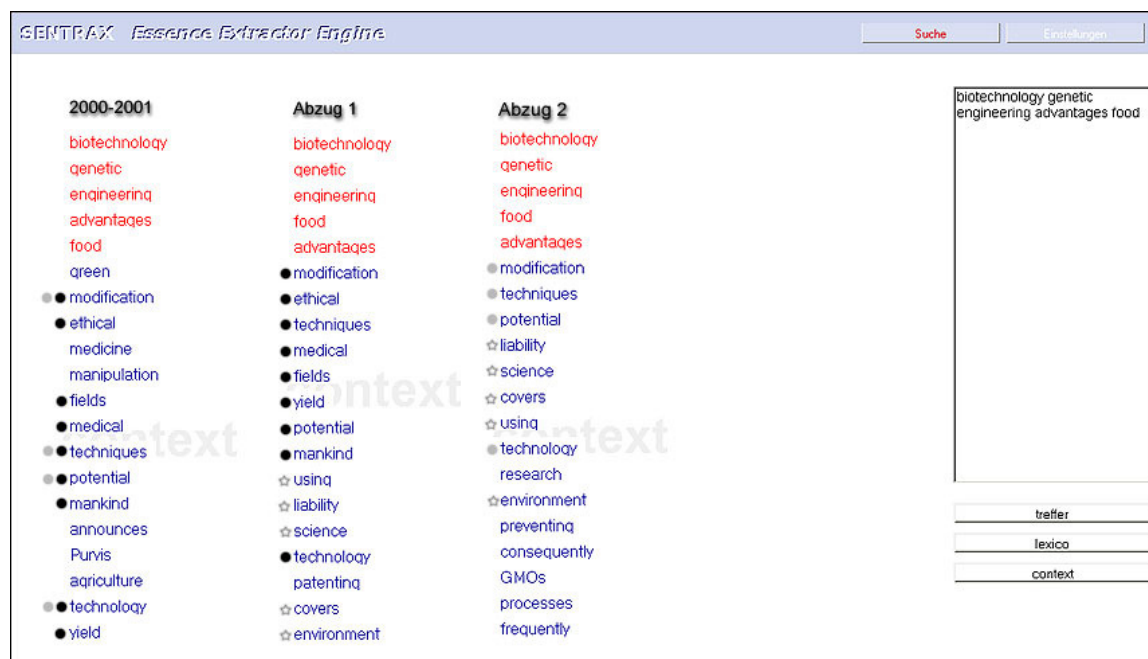 SENTRAX Essence Extractor Engine
Suche
Einstellungen
2000-2001
biotechnology
genetic
engineering
advantages
food
green
modification
ethical
medicine
manipulation
fields
medical
techniques
potential
mankind
announces
Purvis
agriculture
technology
yield
Abzug 1
biotechnology
genetic
engineering
food
advantages
modification
ethical
techniques
medical
fields
yield
potential
mankind
using
liability
science
technology
patenting
covers
environment
Abzug 2
biotechnology
genetic
engineering
food
advantages
modification
techniques
potential
liability
science
covers
using
technology
research
environment
preventing
consequently
GMOs
processes
frequently
context
context
context
biotechnology genetic
engineering advantages food
treffer
lexico
context